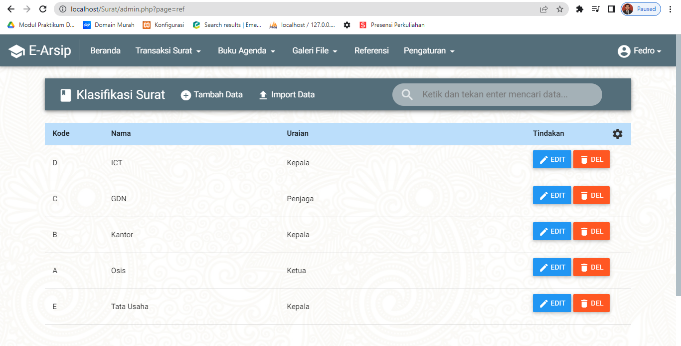 localhost/Surat/admin.php?page=ref
Paused
Modul Praktikum D...
Domain Murah
Konfigurasi
Search results | Ema...
localhost / 127.0.0....
Presensi Perkuliahan
E-Arsip Beranda Transaksi Surat Buku Agenda Galeri File Referensi Pengaturan Fedro
Klasifikasi Surat Tambah Data Import Data Ketik dan tekan enter mencari data...
Kode Nama Uraian Tindakan
D ICT Kepala EDIT DEL
C GDN Penjaga EDIT DEL
B Kantor Kepala EDIT DEL
A Osis Ketua EDIT DEL
E Tata Usaha Kepala EDIT DEL